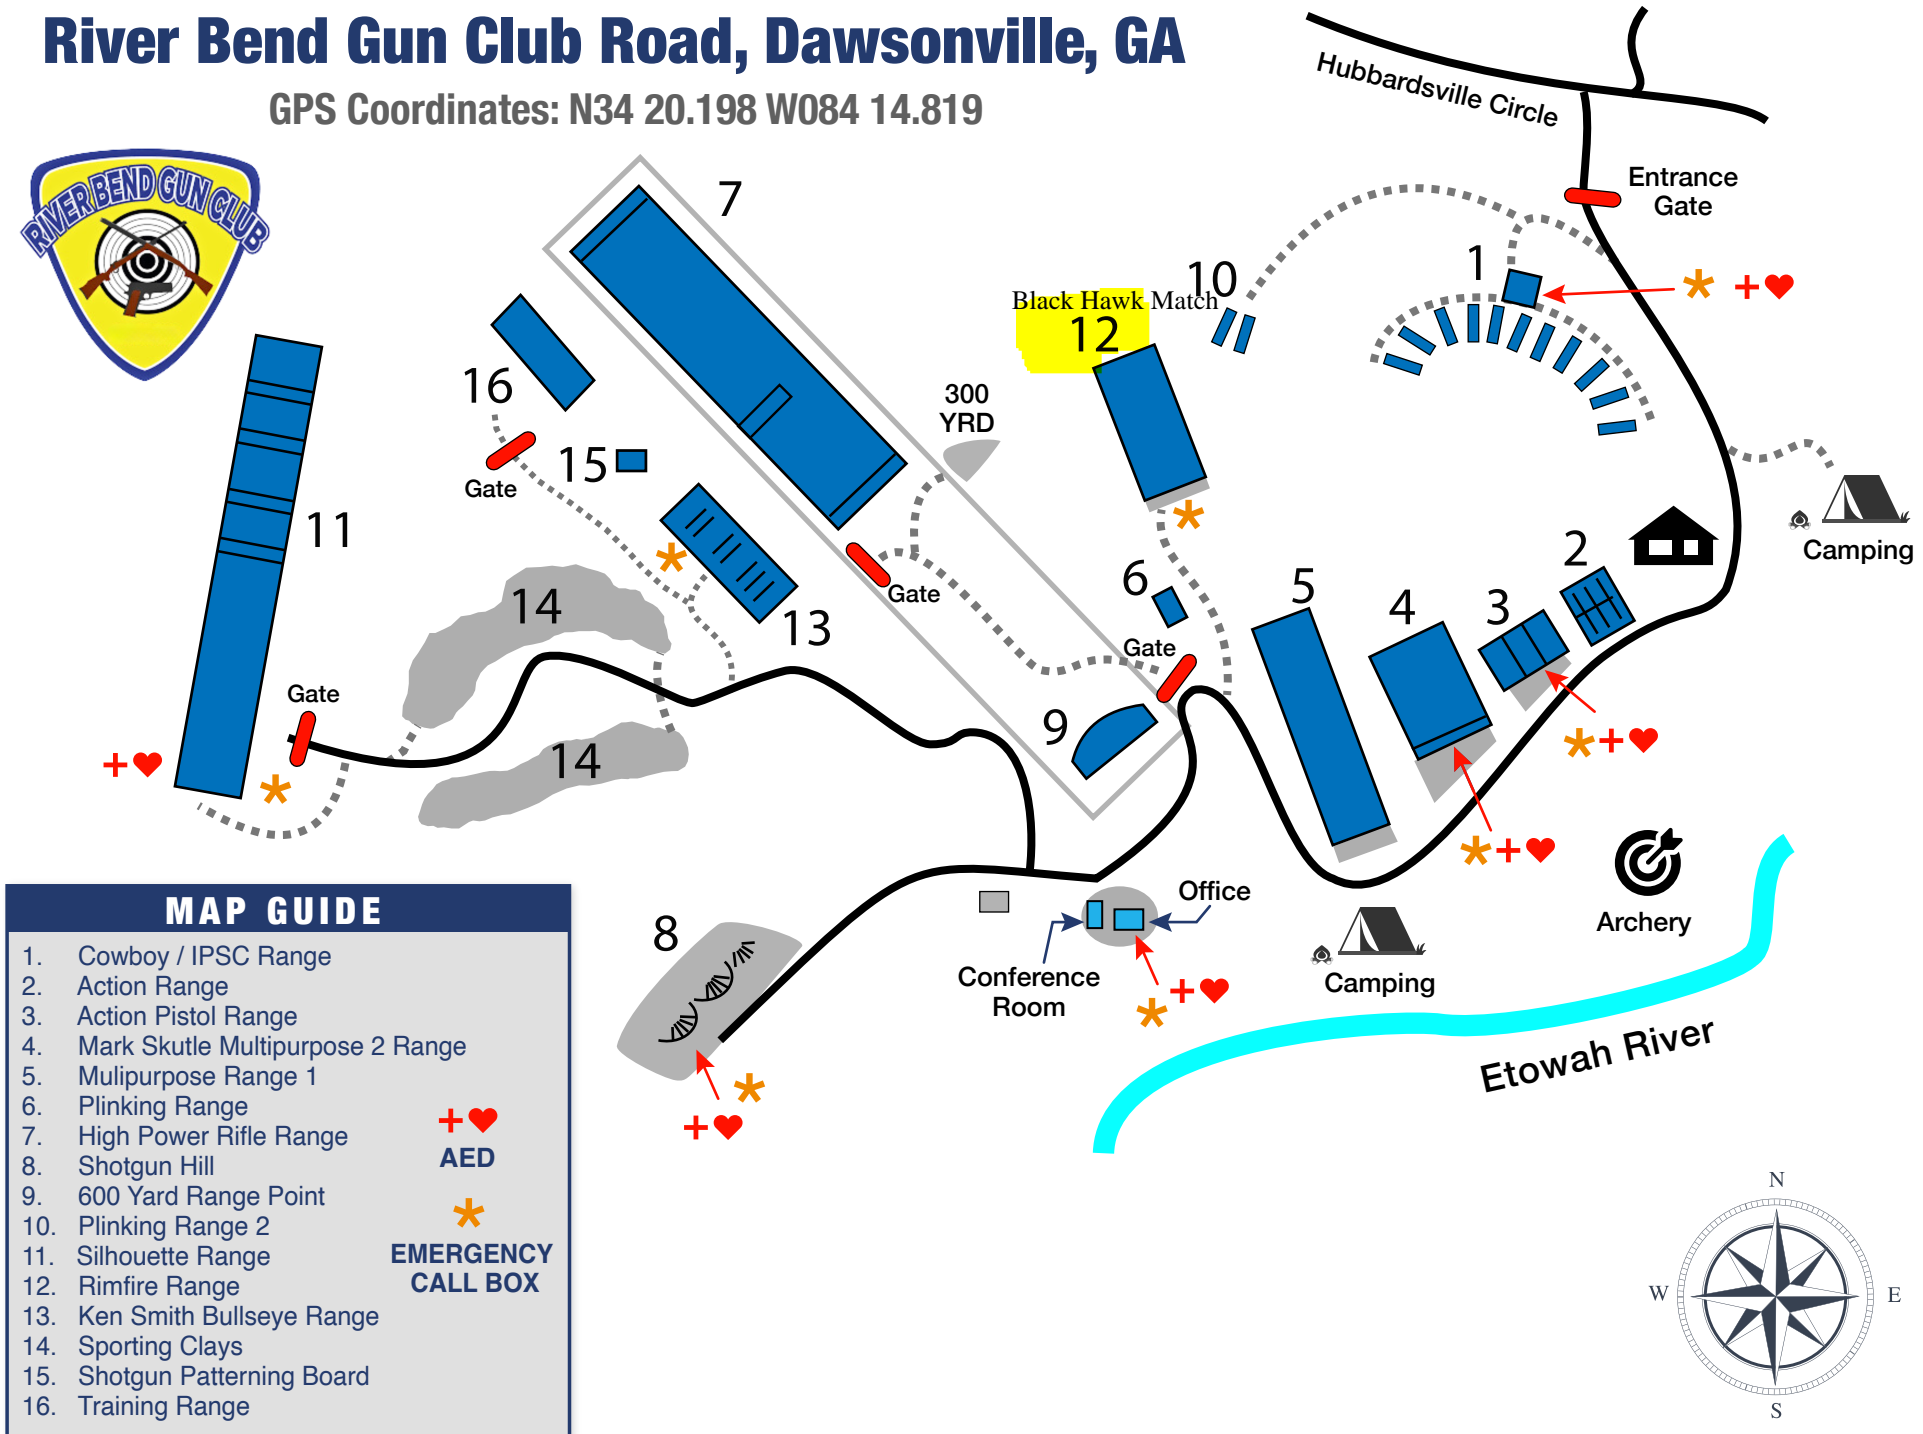 River Bend Gun Club Road, Dawsonville, GA
GPS Coordinates: N34 20.198 W084 14.819
RIVER BEND GUN CLUB
Hubbardsville Circle
Entrance
Gate
7
1
10
Black Hawk Match
12
16
300
YRD
15
Gate
11
Camping
2
14
Gate
6
5
3
4
13
Gate
Gate
9
14
8
Office
Archery
Conference
Room
Camping
Etowah River
MAP GUIDE
1. Cowboy / IPSC Range
2. Action Range
3. Action Pistol Range
4. Mark Skutle Multipurpose 2 Range
5. Mulipurpose Range 1
6. Plinking Range
7. High Power Rifle Range
8. Shotgun Hill
9. 600 Yard Range Point
10. Plinking Range 2
11. Silhouette Range
12. Rimfire Range
13. Ken Smith Bullseye Range
14. Sporting Clays
15. Shotgun Patterning Board
16. Training Range
AED
EMERGENCY
CALL BOX
N
W
E
S